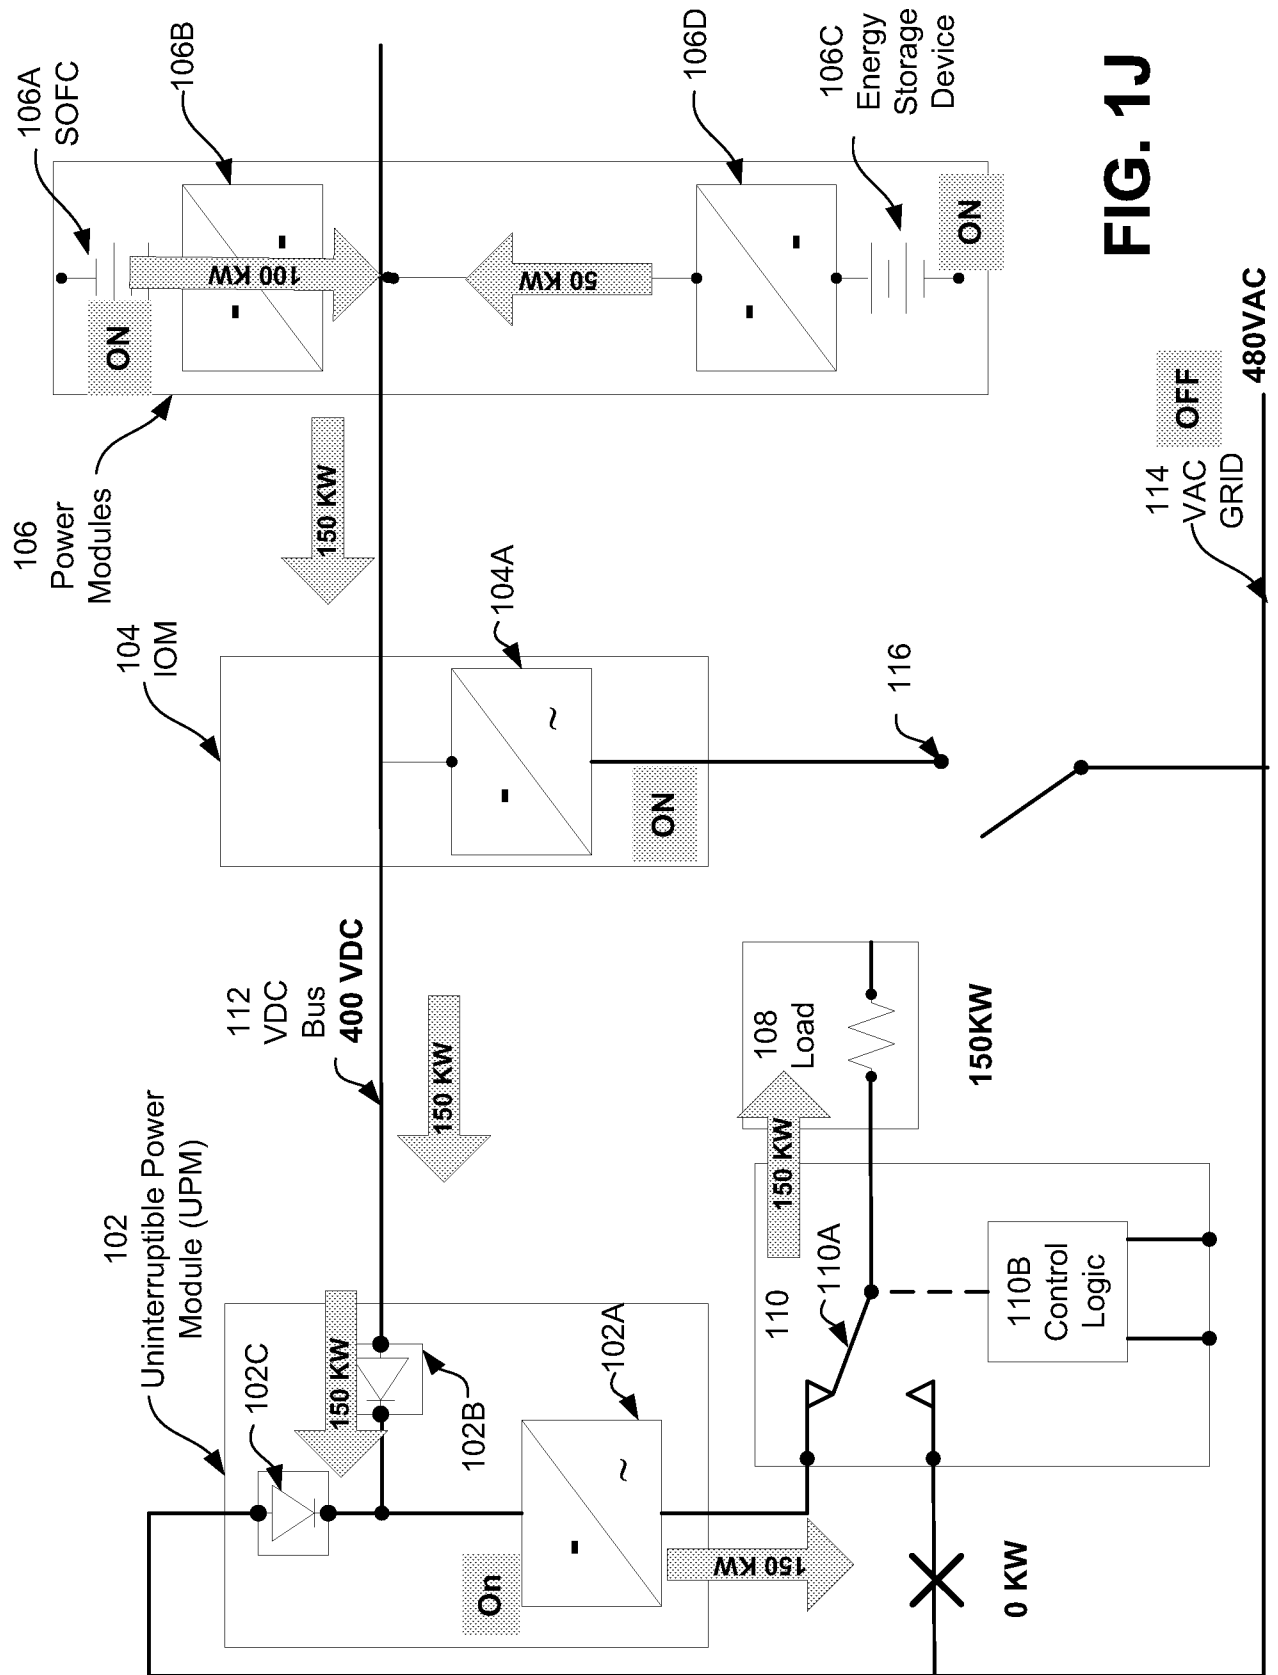 102
Uninterruptible Power
Module (UPM)
102C
150 KW
102B
On
102A
150 KW
0 KW
112
VDC
Bus
400 VDC
150 KW
110
110A
110B
Control
Logic
150 KW
108
Load
150KW
104
IOM
104A
ON
116
106
Power
Modules
150 KW
106A
SOFC
ON
100 KW
106B
50 KW
106D
106C
Energy
Storage
Device
ON
114
VAC
GRID
OFF
480VAC
FIG. 1J